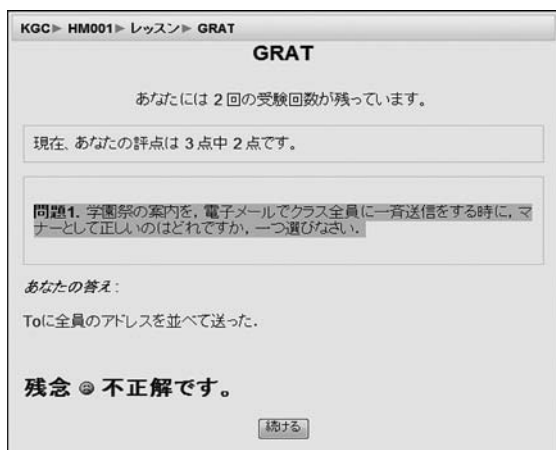 KGC▶ HM001▶ レッスン▶ GRAT
GRAT
あなたには 2 回の受験回数が残っています。
現在、あなたの評点は 3 点中 2 点です。
問題1. 学園祭の案内を, 電子メールでクラス全員に一斉送信をする時に, マ
ナーとして正しいのはどれですか, 一つ選びなさい.
あなたの答え:
Toに全員のアドレスを並べて送った.
残念 不正解です。
続ける